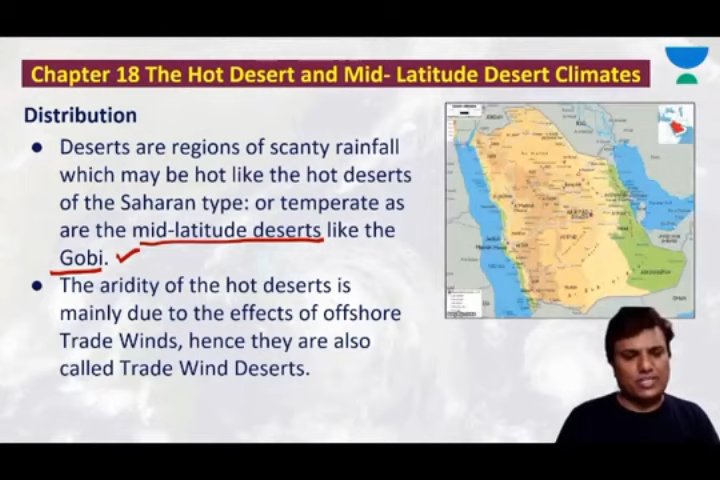 Chapter 18 The Hot Desert and Mid- Latitude Desert Climates
Distribution
Deserts are regions of scanty rainfall
which may be hot like the hot deserts
of the Saharan type: or temperate as
are the mid-latitude deserts like the
Gobi.
The aridity of the hot deserts is
mainly due to the effects of offshore
Trade Winds, hence they are also
called Trade Wind Deserts.